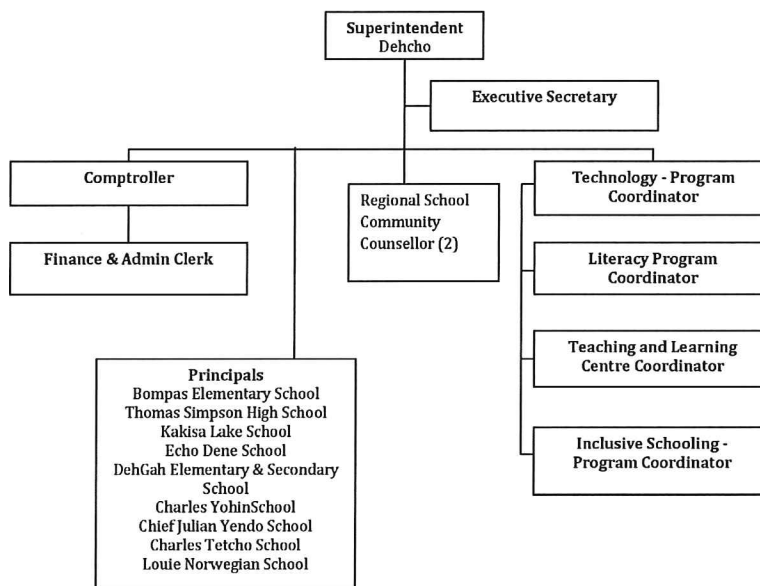 Superintendent
Dehcho
Executive Secretary
Comptroller
Finance & Admin Clerk
Regional School
Community
Counsellor (2)
Technology - Program
Coordinator
Literacy Program
Coordinator
Teaching and Learning
Centre Coordinator
Inclusive Schooling -
Program Coordinator
Principals
Bompas Elementary School
Thomas Simpson High School
Kakisa Lake School
Echo Dene School
DehGah Elementary & Secondary
School
Charles YohinSchool
Chief Julian Yendo School
Charles Tetcho School
Louie Norwegian School